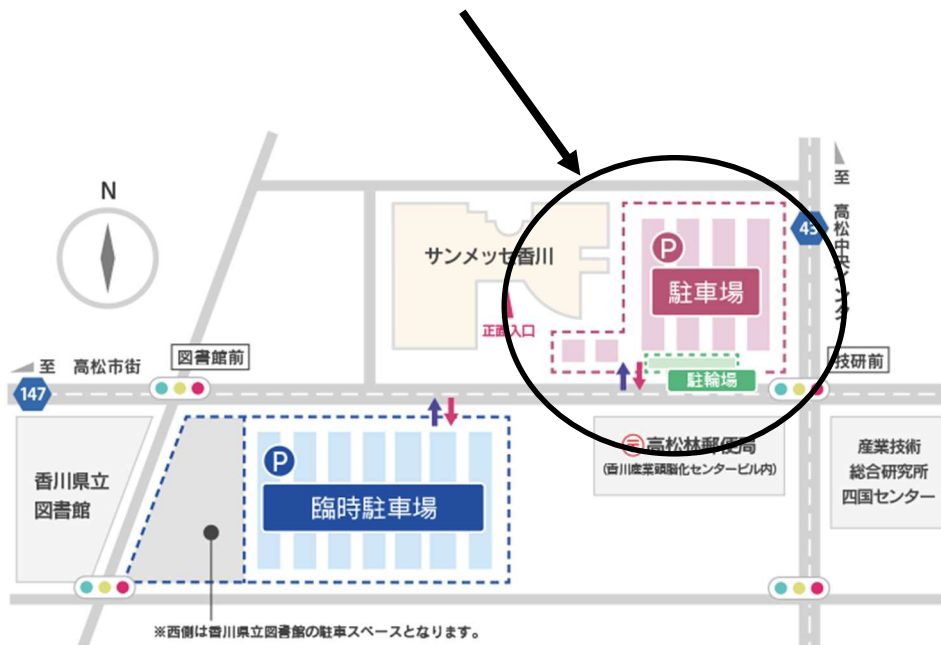 N
サンメッセ香川
正面入口
P
駐車場
駐輪場
至 高松中央インター
至 高松市街
図書館前
147
技研前
香川県立
図書館
P
臨時駐車場
高松林郵便局
(香川産業頭脳化センタービル内)
産業技術
総合研究所
四国センター
※西側は香川県立図書館の駐車スペースとなります。